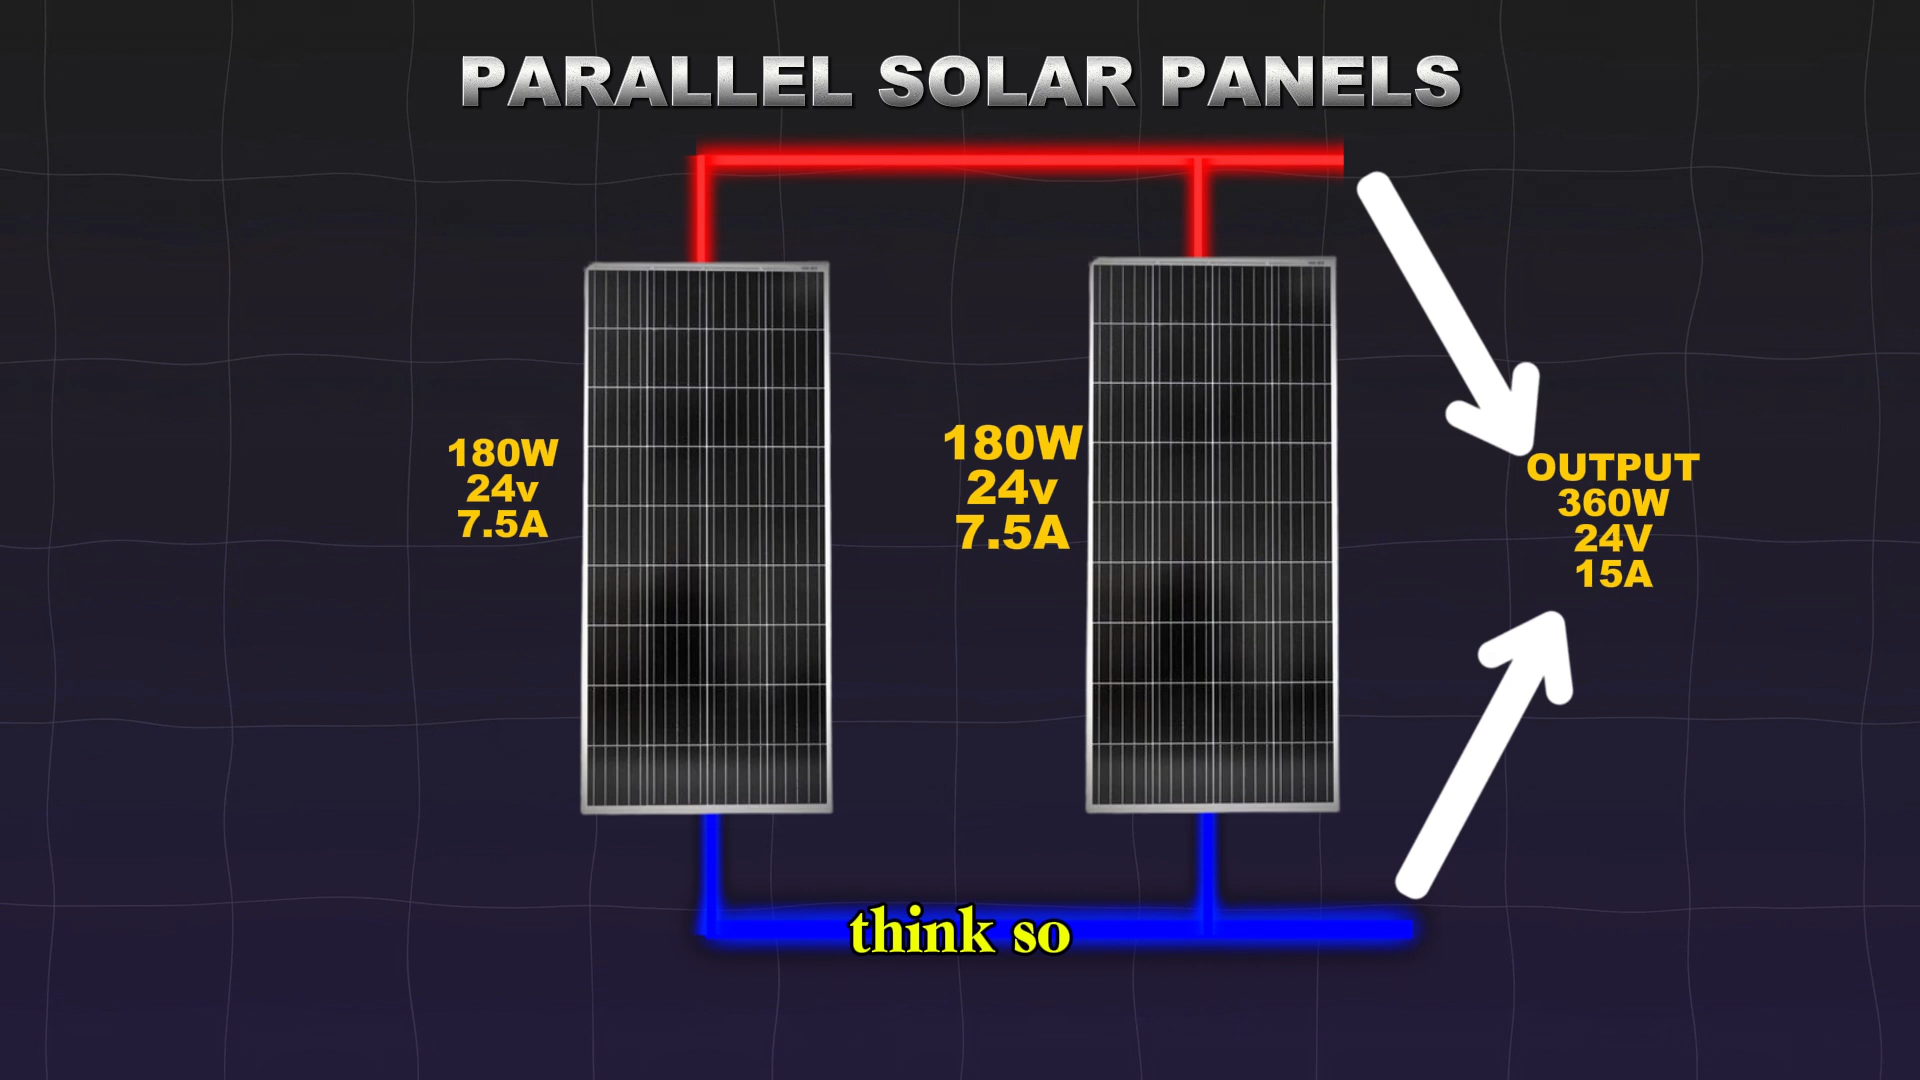 PARALLEL SOLAR PANELS
180W
24v
7.5A
180W
24v
7.5A
OUTPUT
360W
24V
15A
think so